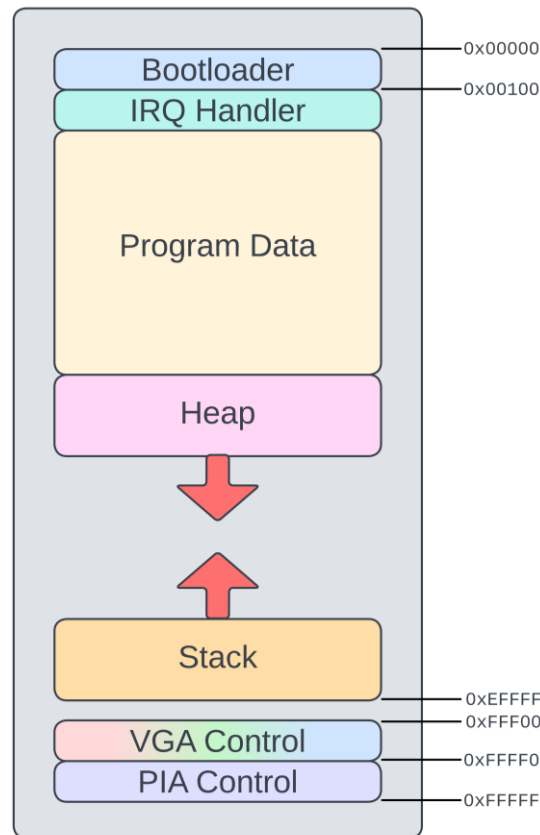 0x00000
Bootloader
0x00100
IRQ Handler
Program Data
Heap
Stack
0xEFFFF
0xFFF00
VGA Control
0xFFFF0
PIA Control
0xFFFFF